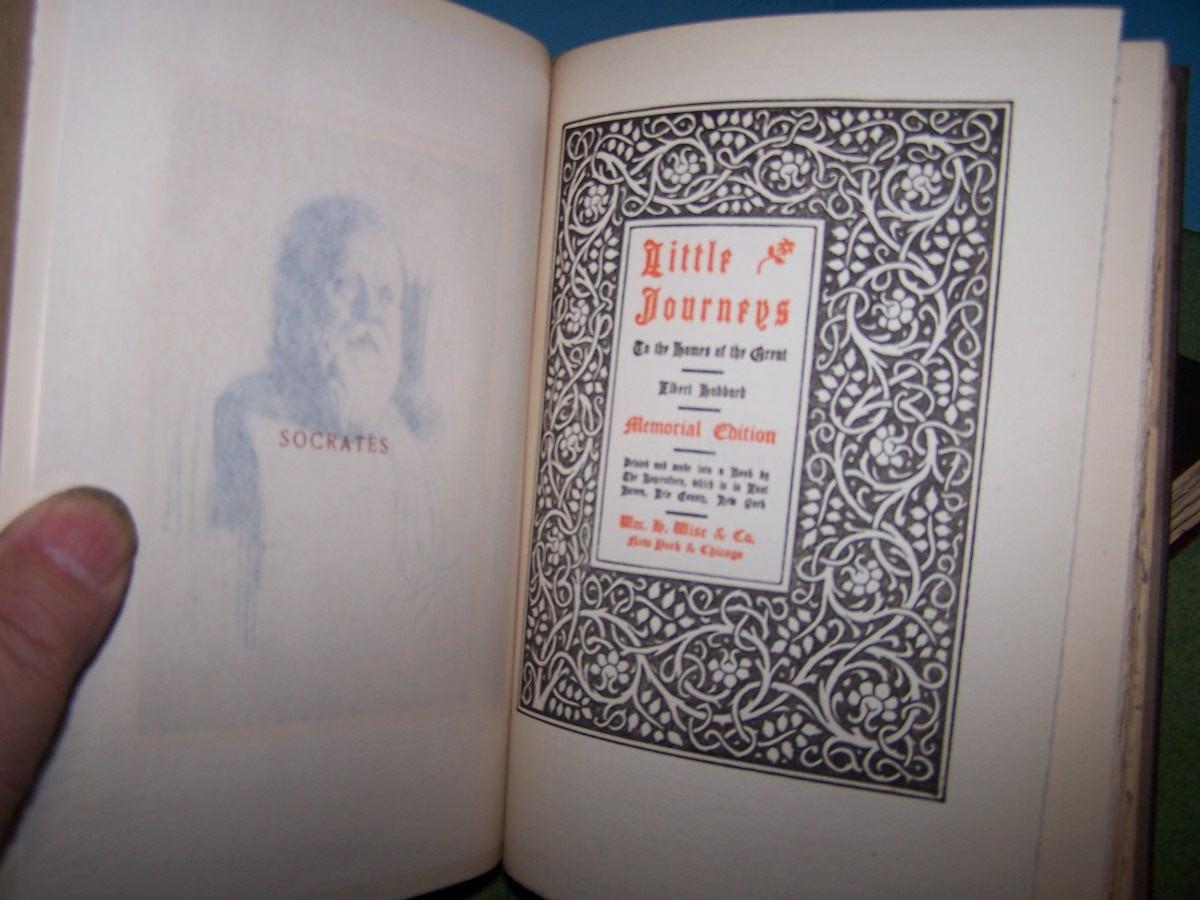 SOCRATES
Little
Journeys
To the Homes of the Great
Elbert Hubbard
Memorial Edition
Printed and made into a Book by
The Roycrofters, which is in East
Aurora, Erie County, New York
Wm. H. Wise & Co.
New York & Chicago